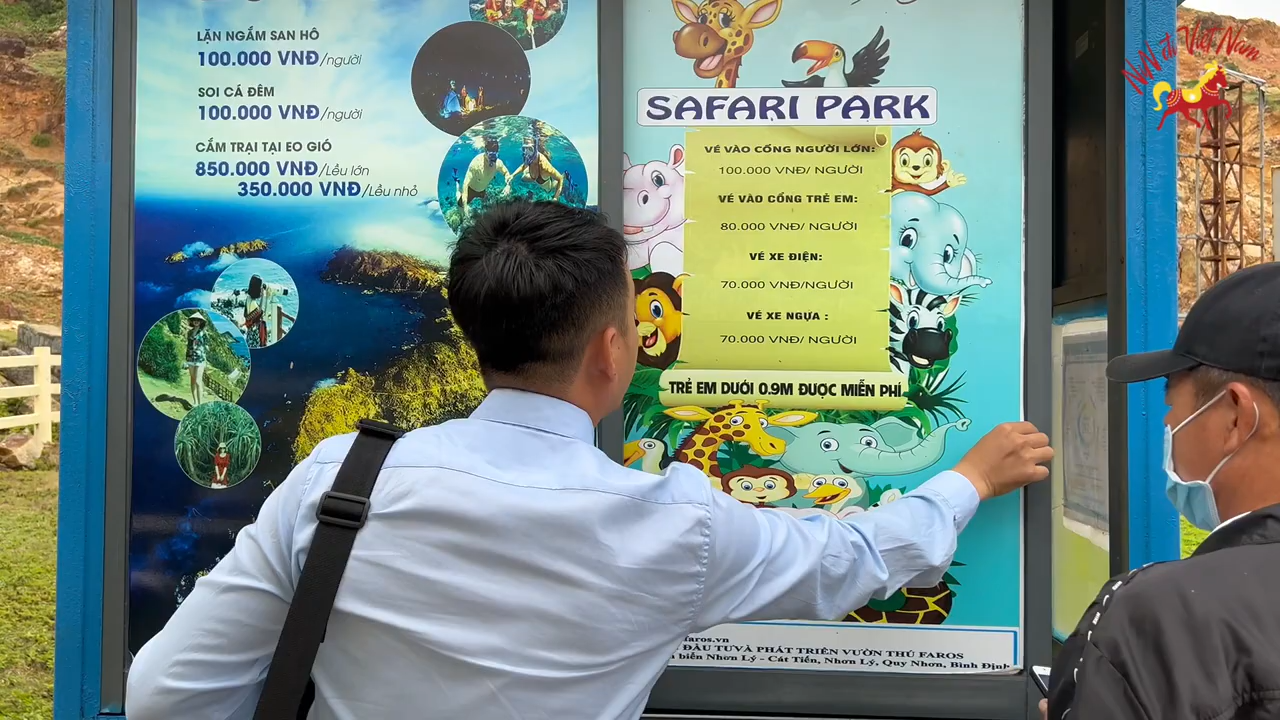 LẶN NGẮM SAN HÔ
100.000 VNĐ/người
SOI CÁ ĐÊM
100.000 VNĐ/người
CẮM TRẠI TẠI EO GIÓ
850.000 VNĐ/Lều lớn
350.000 VNĐ/Lều nhỏ
SAFARI PARK
VÉ VÀO CỔNG NGƯỜI LỚN:
100.000 VNĐ/ NGƯỜI
VÉ VÀO CỔNG TRẺ EM:
80.000 VNĐ/ NGƯỜI
VÉ XE ĐIỆN:
70.000 VNĐ/NGƯỜI
VÉ XE NGỰA :
70.000 VNĐ/ NGƯỜI
TRẺ EM DƯỚI 0.9M ĐƯỢC MIỄN PHÍ
faros.vn
ĐẦU TƯ VÀ PHÁT TRIỂN VƯỜN THÚ FAROS
biển Nhơn Lý - Cát Tiến, Nhơn Lý, Quy Nhơn, Bình Định
NVN đi Việt Nam